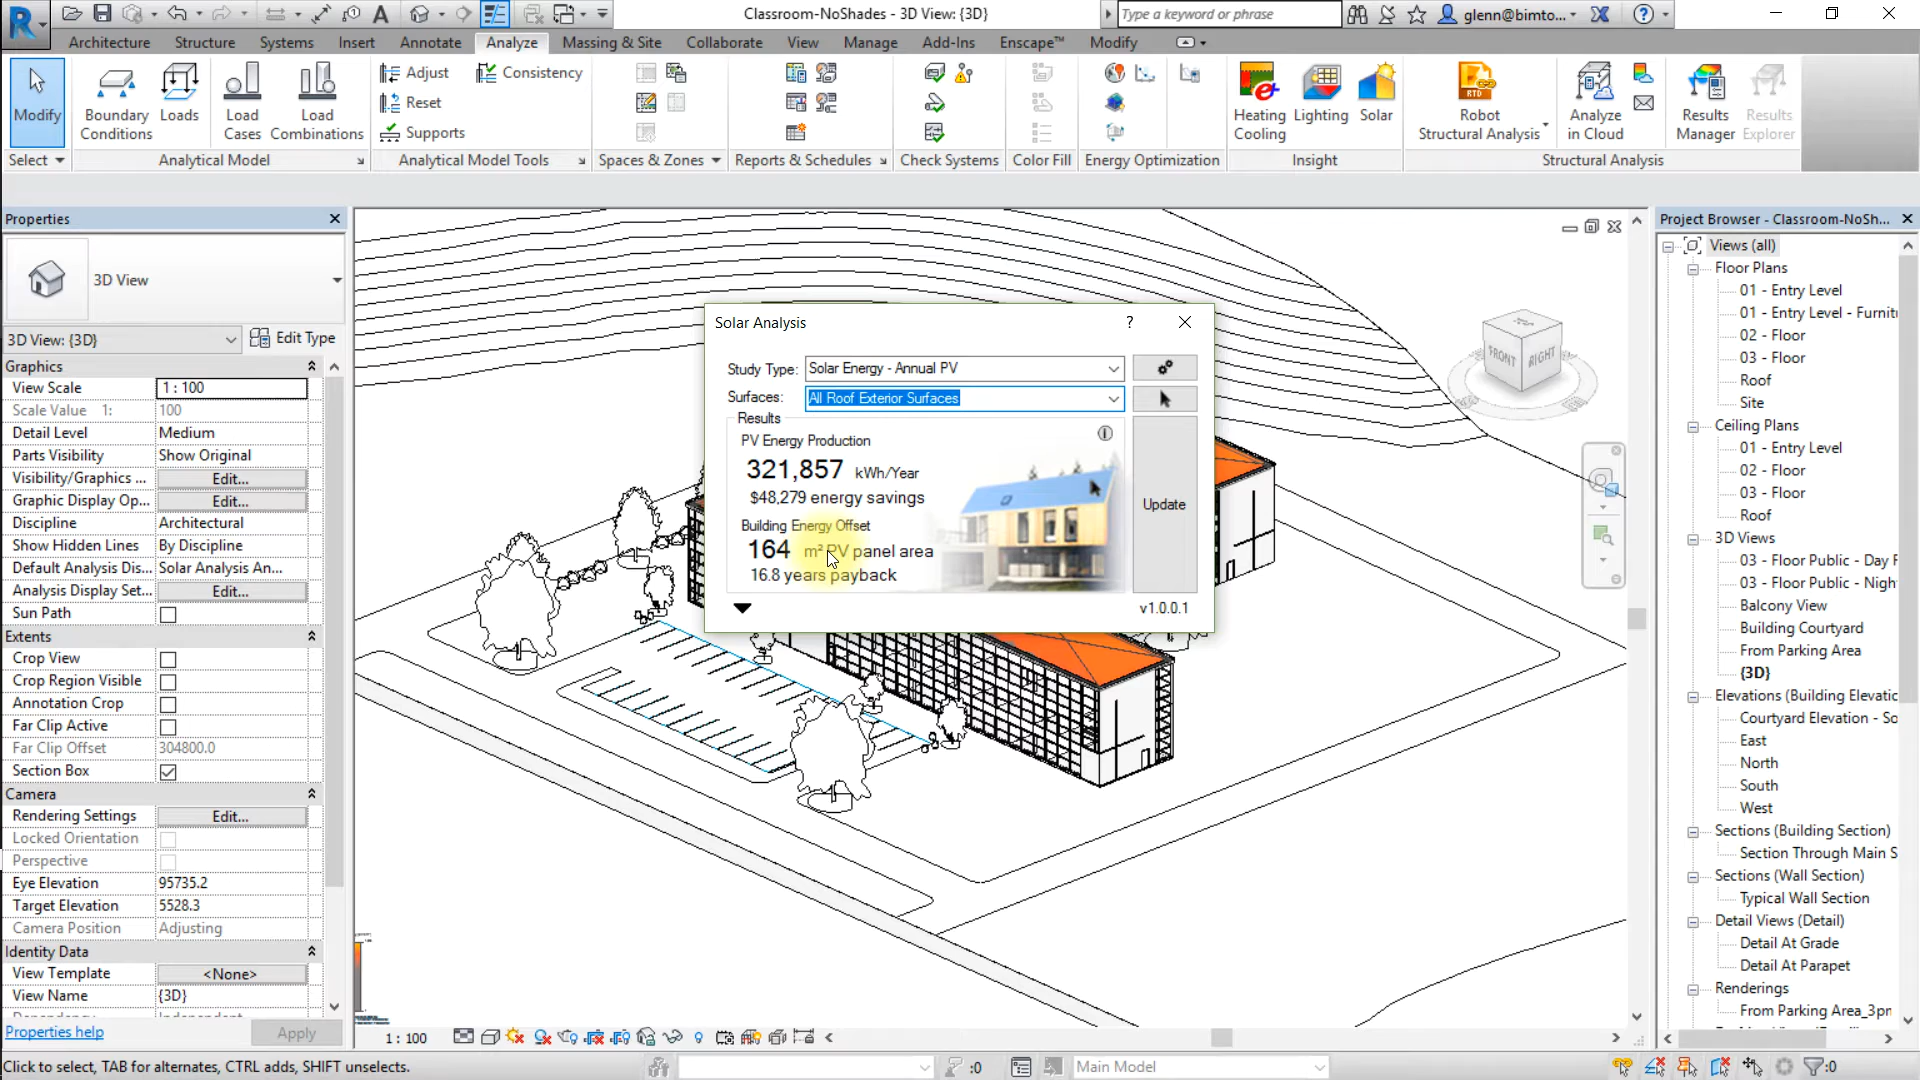 Classroom-NoShades - 3D View: {3D}
Type a keyword or phrase
glenn@bimto...
Architecture Structure Systems Insert Annotate Analyze Massing & Site Collaborate View Manage Add-Ins Enscape™ Modify
Modify
Boundary Conditions
Loads
Load Cases
Load Combinations
Adjust
Reset
Supports
Consistency
Heating Cooling
Lighting
Solar
Robot Structural Analysis
Analyze in Cloud
Results Manager
Results Explorer
Select
Analytical Model
Analytical Model Tools
Spaces & Zones
Reports & Schedules
Check Systems
Color Fill
Energy Optimization
Insight
Structural Analysis
Properties
3D View
3D View: {3D}
Edit Type
Graphics
View Scale 1 : 100
Scale Value 1: 100
Detail Level Medium
Parts Visibility Show Original
Visibility/Graphics ... Edit...
Graphic Display Op... Edit...
Discipline Architectural
Show Hidden Lines By Discipline
Default Analysis Dis... Solar Analysis An...
Analysis Display Set... Edit...
Sun Path
Extents
Crop View
Crop Region Visible
Annotation Crop
Far Clip Active
Far Clip Offset 304800.0
Section Box
Camera
Rendering Settings Edit...
Locked Orientation
Perspective
Eye Elevation 95735.2
Target Elevation 5528.3
Camera Position Adjusting
Identity Data
View Template <None>
View Name {3D}
Properties help
Apply
Solar Analysis
?
Study Type: Solar Energy - Annual PV
Surfaces: All Roof Exterior Surfaces
Results
PV Energy Production
321,857 kWh/Year
$48,279 energy savings
Building Energy Offset
164 m² PV panel area
16.8 years payback
Update
v1.0.0.1
FRONT
RIGHT
Project Browser - Classroom-NoSh...
Views (all)
Floor Plans
01 - Entry Level
01 - Entry Level - Furnitu
02 - Floor
03 - Floor
Roof
Site
Ceiling Plans
01 - Entry Level
02 - Floor
03 - Floor
Roof
3D Views
03 - Floor Public - Day F
03 - Floor Public - Nigh
Balcony View
Building Courtyard
From Parking Area
{3D}
Elevations (Building Elevatic
Courtyard Elevation - So
East
North
South
West
Sections (Building Section)
Section Through Main S
Sections (Wall Section)
Typical Wall Section
Detail Views (Detail)
Detail At Grade
Detail At Parapet
Renderings
From Parking Area_3pr
1 : 100
Click to select, TAB for alternates, CTRL adds, SHIFT unselects.
:0
Main Model
:0